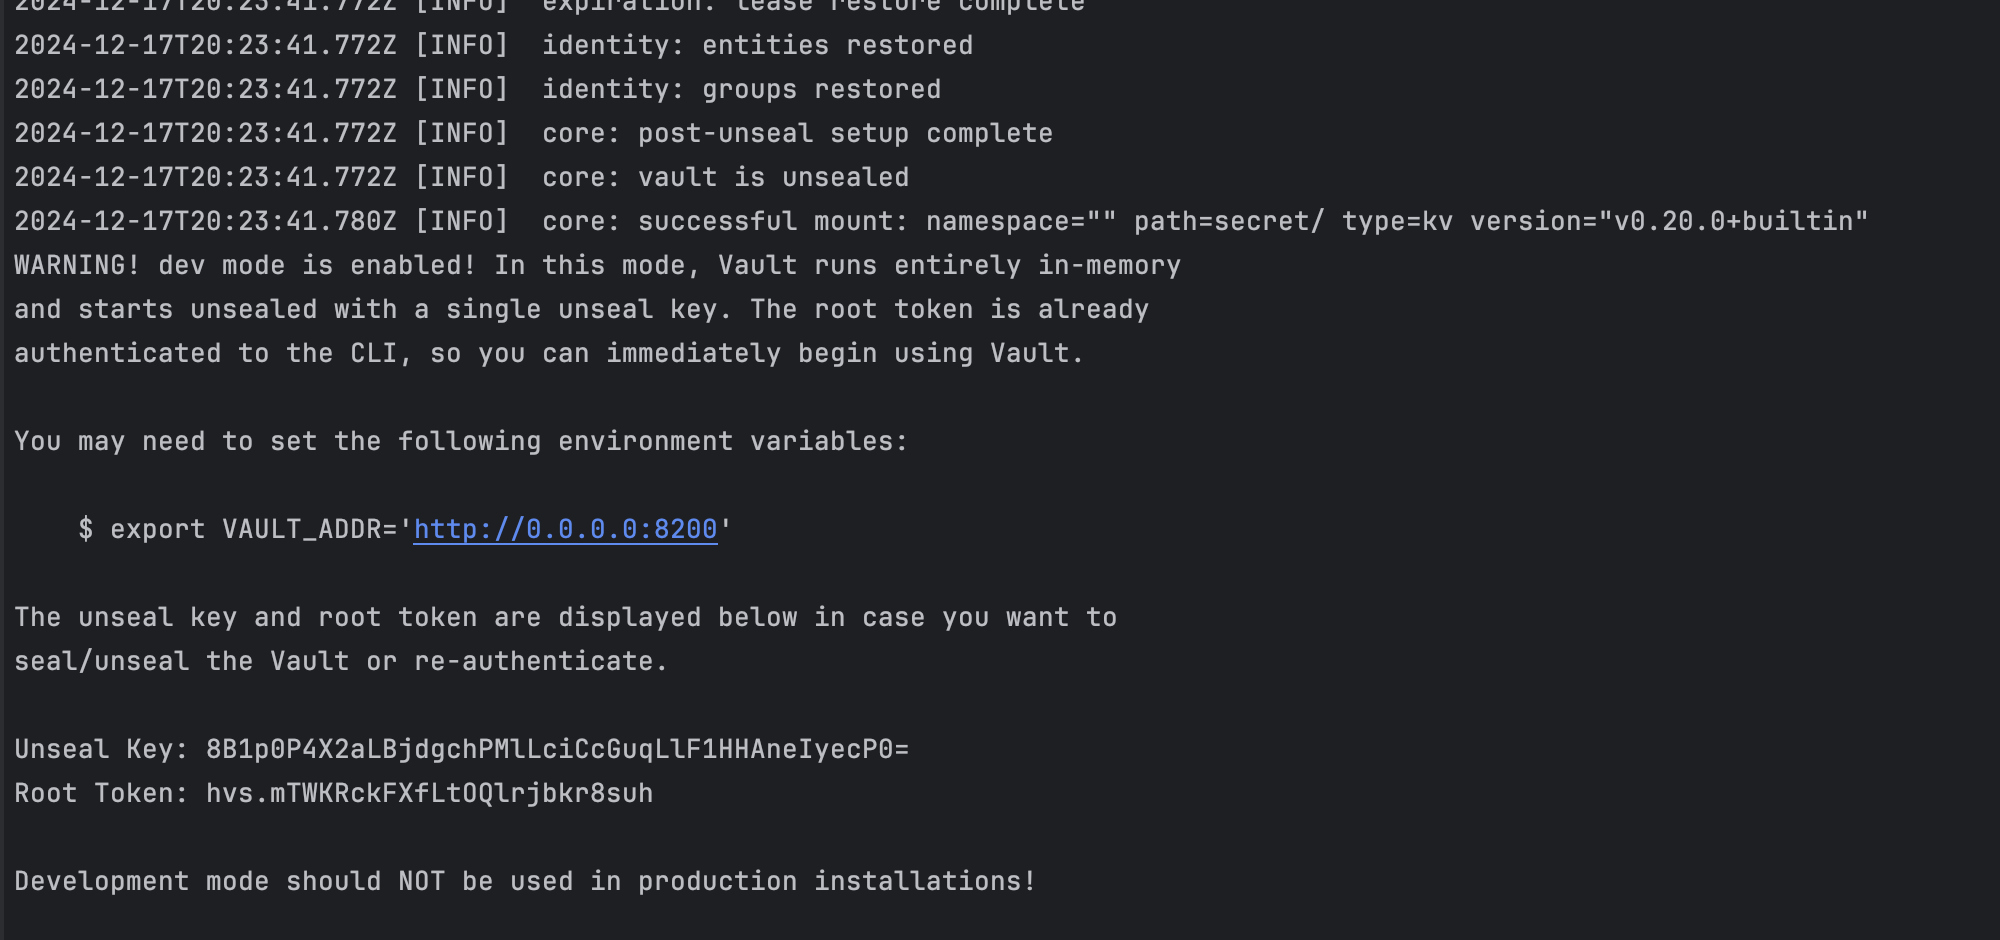 2024-12-17T20:23:41.772Z [INFO]  expiration: lease restore complete
2024-12-17T20:23:41.772Z [INFO]  identity: entities restored
2024-12-17T20:23:41.772Z [INFO]  identity: groups restored
2024-12-17T20:23:41.772Z [INFO]  core: post-unseal setup complete
2024-12-17T20:23:41.772Z [INFO]  core: vault is unsealed
2024-12-17T20:23:41.780Z [INFO]  core: successful mount: namespace="" path=secret/ type=kv version="v0.20.0+builtin"
WARNING! dev mode is enabled! In this mode, Vault runs entirely in-memory
and starts unsealed with a single unseal key. The root token is already
authenticated to the CLI, so you can immediately begin using Vault.
You may need to set the following environment variables:
$ export VAULT_ADDR='http://0.0.0.0:8200'
The unseal key and root token are displayed below in case you want to
seal/unseal the Vault or re-authenticate.
Unseal Key: 8B1p0P4X2aLBjdgchPMlLciCcGuqLlF1HHAneIyecP0=
Root Token: hvs.mTWKRckFXfLtOQlrjbkr8suh
Development mode should NOT be used in production installations!